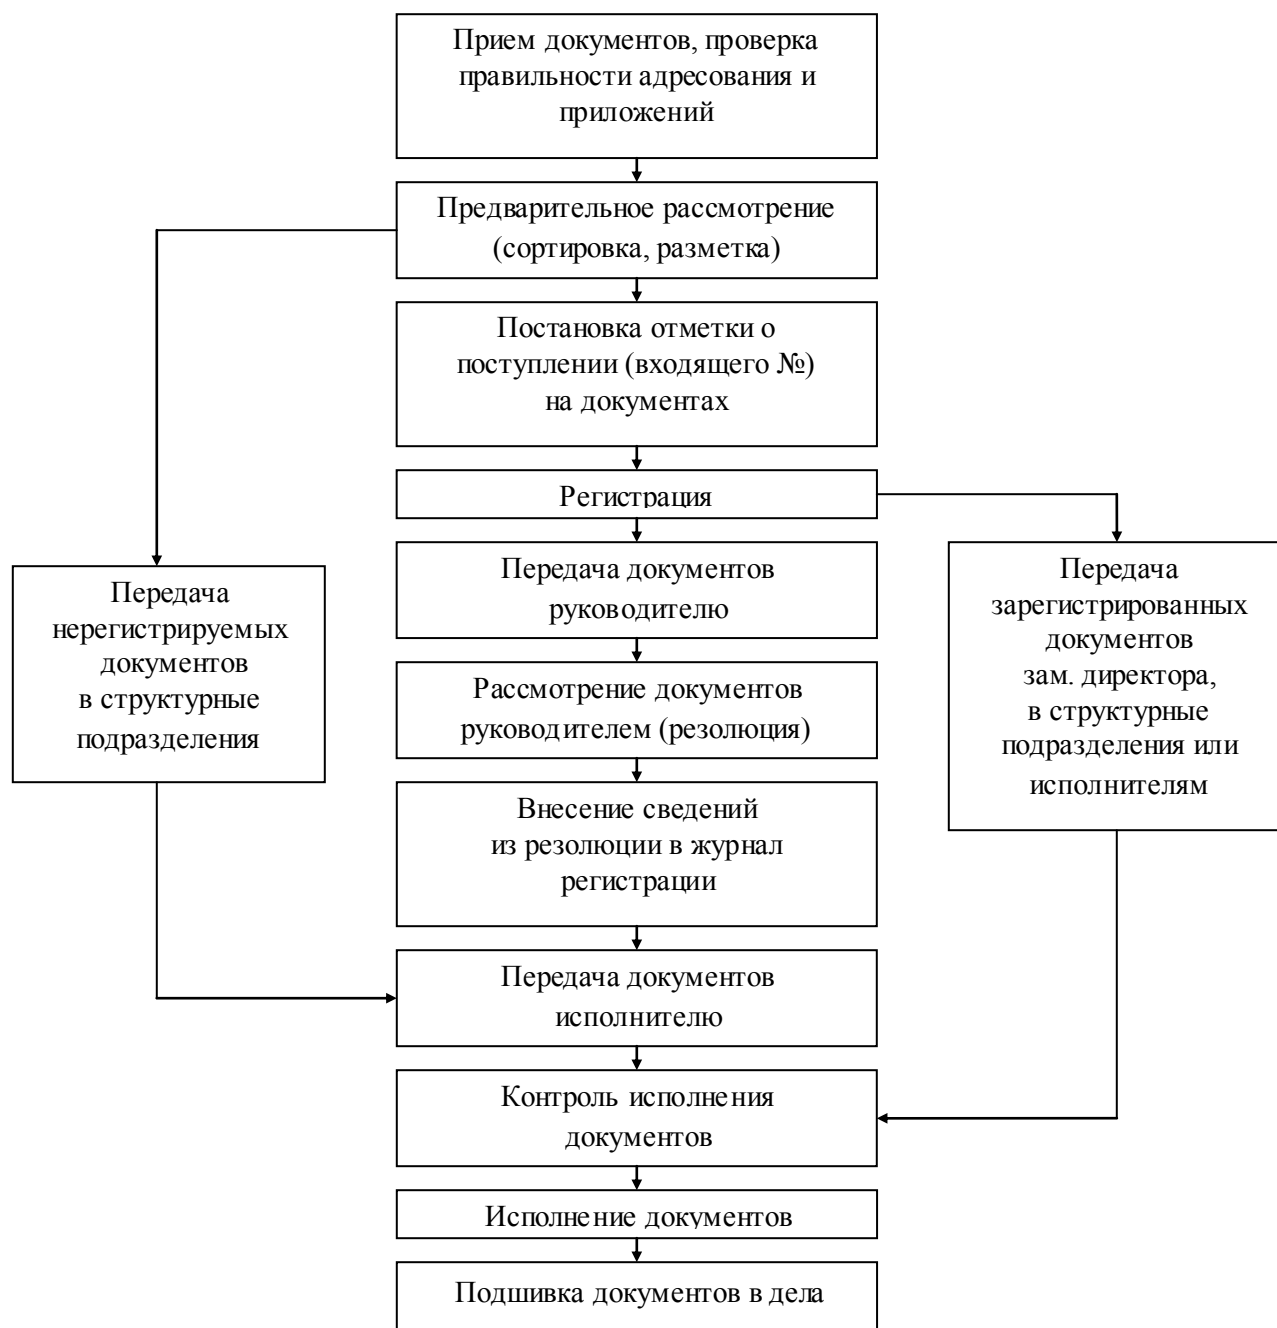 Прием документов, проверка
правильности адресования и
приложений
Предварительное рассмотрение
(сортировка, разметка)
Постановка отметки о
поступлении (входящего №)
на документах
Регистрация
Передача документов
руководителю
Передача
нерегистрируемых
документов
в структурные
подразделения
Передача
зарегистрированных
документов
зам. директора,
в структурные
подразделения или
исполнителям
Рассмотрение документов
руководителем (резолюция)
Внесение сведений
из резолюции в журнал
регистрации
Передача документов
исполнителю
Контроль исполнения
документов
Исполнение документов
Подшивка документов в дела